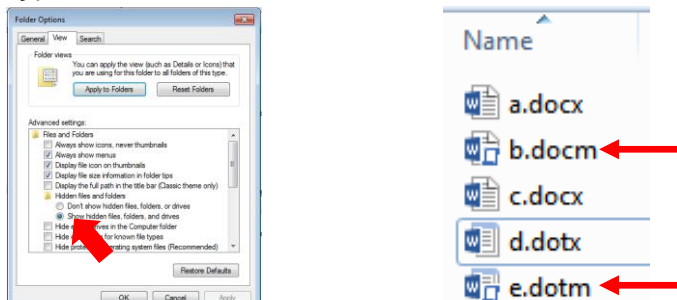 Folder Options
General View Search
Folder views
You can apply the view (such as Details or Icons) that
you are using for this folder to all folders of this type.
Apply to Folders Reset Folders
Advanced settings:
Files and Folders
Always show icons, never thumbnails
Always show menus
Display file icon on thumbnails
Display file size information in folder tips
Display the full path in the title bar (Classic theme only)
Hidden files and folders
Don't show hidden files, folders, or drives
Show hidden files, folders, and drives
Hide in the Computer folder
Hide for known file types
Hide operating system files (Recommended)
Restore Defaults
OK Cancel Apply
Name
a.docx
b.docm
c.docx
d.dotx
e.dotm